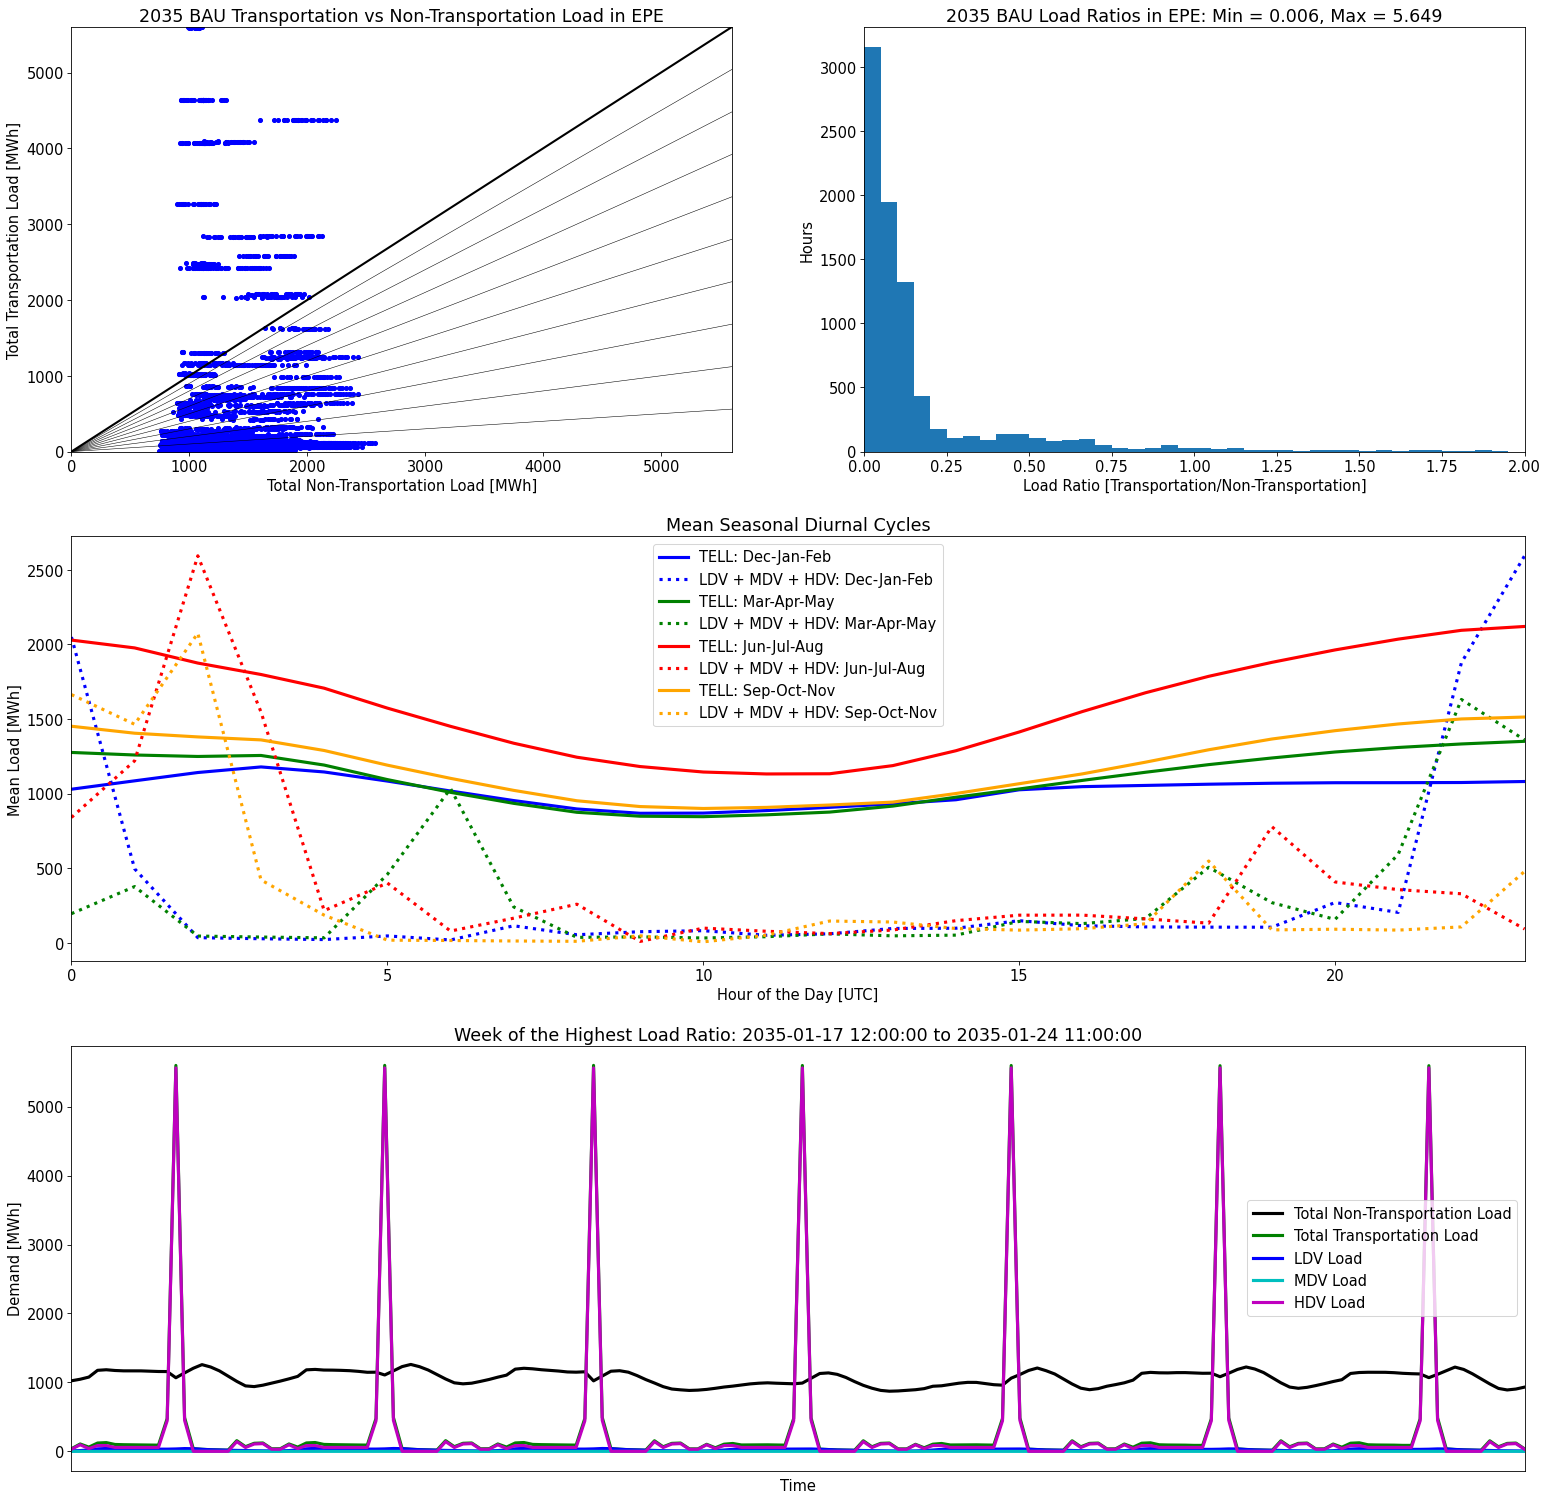 2035 BAU Transportation vs Non-Transportation Load in EPE
Total Transportation Load [MWh]
5000
4000
3000
2000
1000
0
0 1000 2000 3000 4000 5000
Total Non-Transportation Load [MWh]
2035 BAU Load Ratios in EPE: Min = 0.006, Max = 5.649
Hours
3000
2500
2000
1500
1000
500
0
0.00 0.25 0.50 0.75 1.00 1.25 1.50 1.75 2.00
Load Ratio [Transportation/Non-Transportation]
Mean Seasonal Diurnal Cycles
Mean Load [MWh]
2500
2000
1500
1000
500
0
TELL: Dec-Jan-Feb
LDV + MDV + HDV: Dec-Jan-Feb
TELL: Mar-Apr-May
LDV + MDV + HDV: Mar-Apr-May
TELL: Jun-Jul-Aug
LDV + MDV + HDV: Jun-Jul-Aug
TELL: Sep-Oct-Nov
LDV + MDV + HDV: Sep-Oct-Nov
0 5 10 15 20
Hour of the Day [UTC]
Week of the Highest Load Ratio: 2035-01-17 12:00:00 to 2035-01-24 11:00:00
Demand [MWh]
5000
4000
3000
2000
1000
0
Total Non-Transportation Load
Total Transportation Load
LDV Load
MDV Load
HDV Load
Time